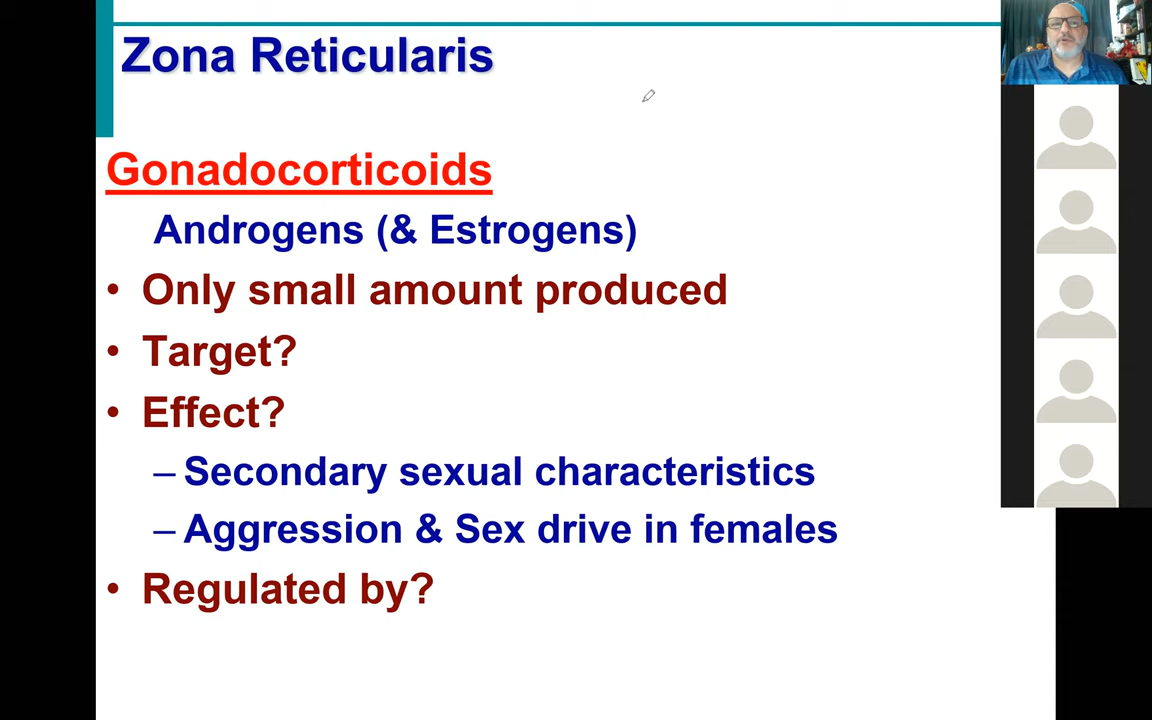 Zona Reticularis
Gonadocorticoids
Androgens (& Estrogens)
• Only small amount produced
• Target?
• Effect?
– Secondary sexual characteristics
– Aggression & Sex drive in females
• Regulated by?